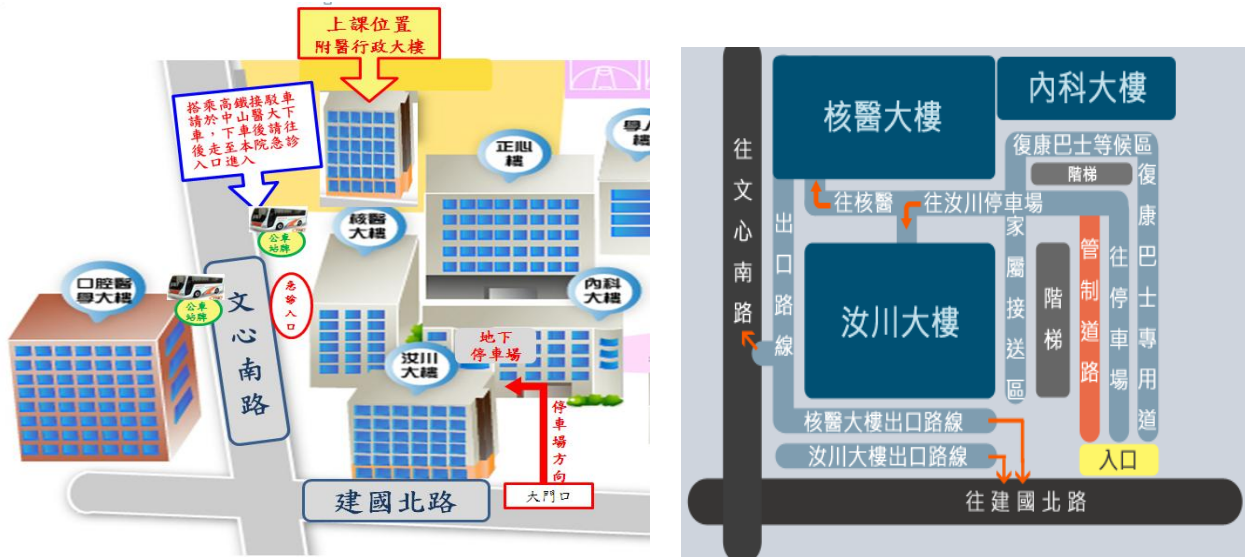 上課位置
附醫行政大樓
搭乘高鐵接駁車
請於中山醫大下
車，下車後請往
後走至本院急診
入口進入
正心
樓
學人
核醫
大樓
公車
站牌
口腔醫
學大樓
公車
站牌
急診入口
內科
大樓
文心南路
地下
停車場
汝川
大樓
停車場方向
大門口
建國北路
往文心南路
核醫大樓
內科大樓
復康巴士等候區
階梯
往核醫
往汝川停車場
出口路線
家屬接送區
階梯
管制道路
往停車場
復康巴士專用道
汝川大樓
核醫大樓出口路線
汝川大樓出口路線
入口
往建國北路